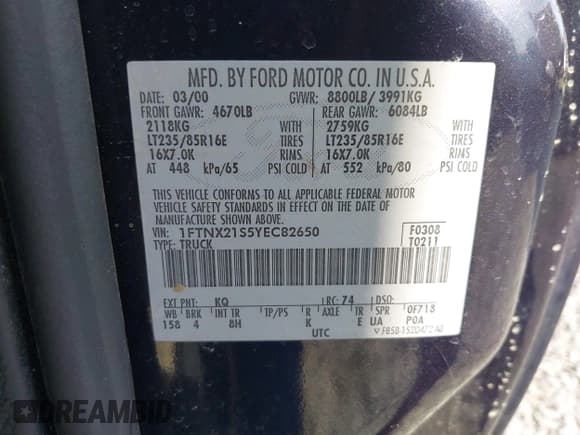 MFD. BY FORD MOTOR CO. IN U.S.A.
DATE: 03/00 GVWR: 8800LB/ 3991KG
FRONT GAWR: 4670LB REAR GAWR: 6084LB
2118KG WITH 2759KG WITH
LT235/85R16E TIRES LT235/85R16E TIRES
16X7.0K RIMS 16X7.0K RIMS
AT 448 kPa/65 PSI COLD AT 552 kPa/80 PSI COLD
THIS VEHICLE CONFORMS TO ALL APPLICABLE FEDERAL MOTOR
VEHICLE SAFETY STANDARDS IN EFFECT ON THE DATE OF
MANUFACTURE SHOWN ABOVE.
VIN: 1FTNX21S5YEC82650 F0308
TYPE: TRUCK T0211
EXT PNT: KQ RC: 74 DSO:
WB BRK INT TR TP/PS R AXLE TR SPR 0F718
158 4 8H K E UA P0A
UTC
DREAMBID